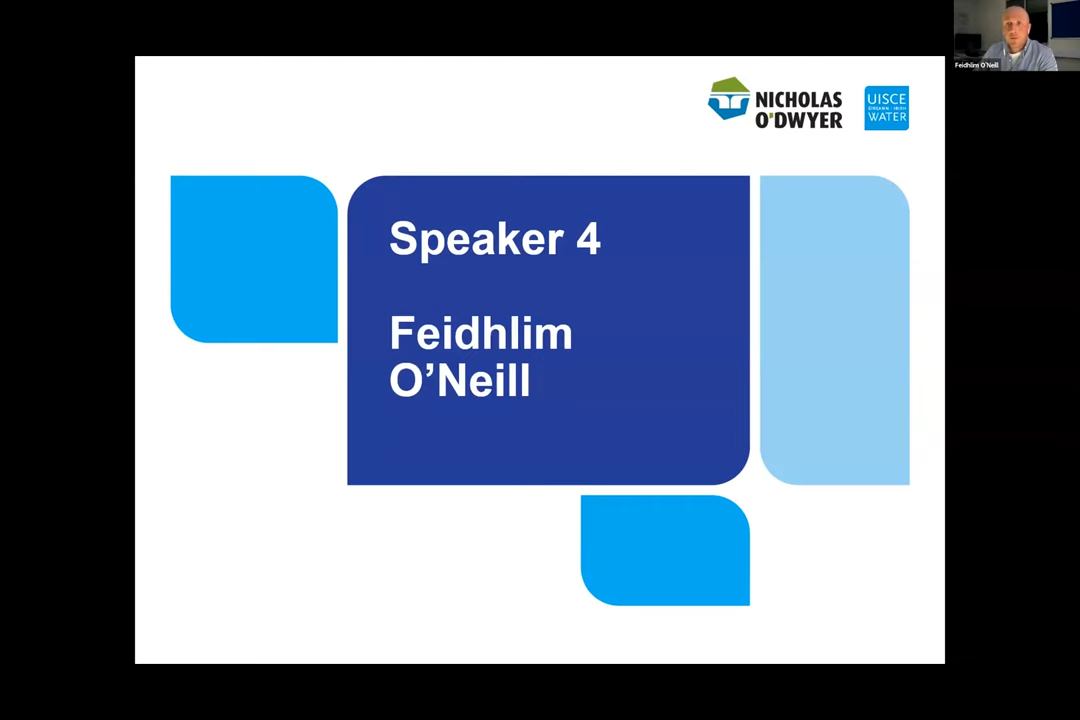 Feidhlim O'Neill
NICHOLAS
O'DWYER
UISCE
ÉIREANN : IRISH
WATER
Speaker 4
Feidhlim
O’Neill